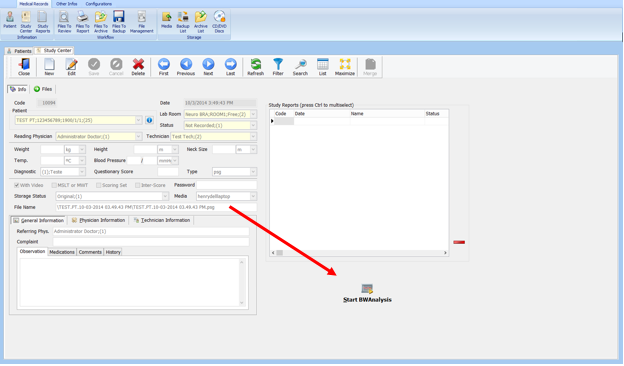 Medical Records Other Infos Configurations
Patient Study Center Study Reports Files To Review Files To Report Files To Archive Files To Backup File Management Media Backup List Archive List CD/DVD Discs
Information Workflow Storage
Patients Study Center
Close New Edit Save Cancel Delete First Previous Next Last Refresh Filter Search List Maximize Merge
Info Files
Code 10094 Date 10/3/2014 3:49:43 PM
Patient Lab Room Neuro BRA;ROOM1;Free;(2)
TEST PT;123456789;1900/1/1;(25) Status Not Recorded;(1)
Reading Physician Administrator Doctor;(1) Technician Test Tech;(2)
Weight kg Height m Neck Size m
Temp. ºC Blood Pressure / mmHg
Diagnostic (1);Teste Questionary Score Type psg
With Video MSLT or MWT Scoring Set Inter-Score Password
Storage Status Original;(1) Media henrydelllaptop
File Name \TEST.PT.10-03-2014 03.49.43 PM\TEST.PT.10-03-2014 03.49.43 PM.psg
General Information Physician Information Technician Information
Referring Phys. Administrator Doctor;(1)
Complaint
Observation Medications Comments History
Study Reports (press Ctrl to multiselect)
Code Date Name Status
Start BWAnalysis